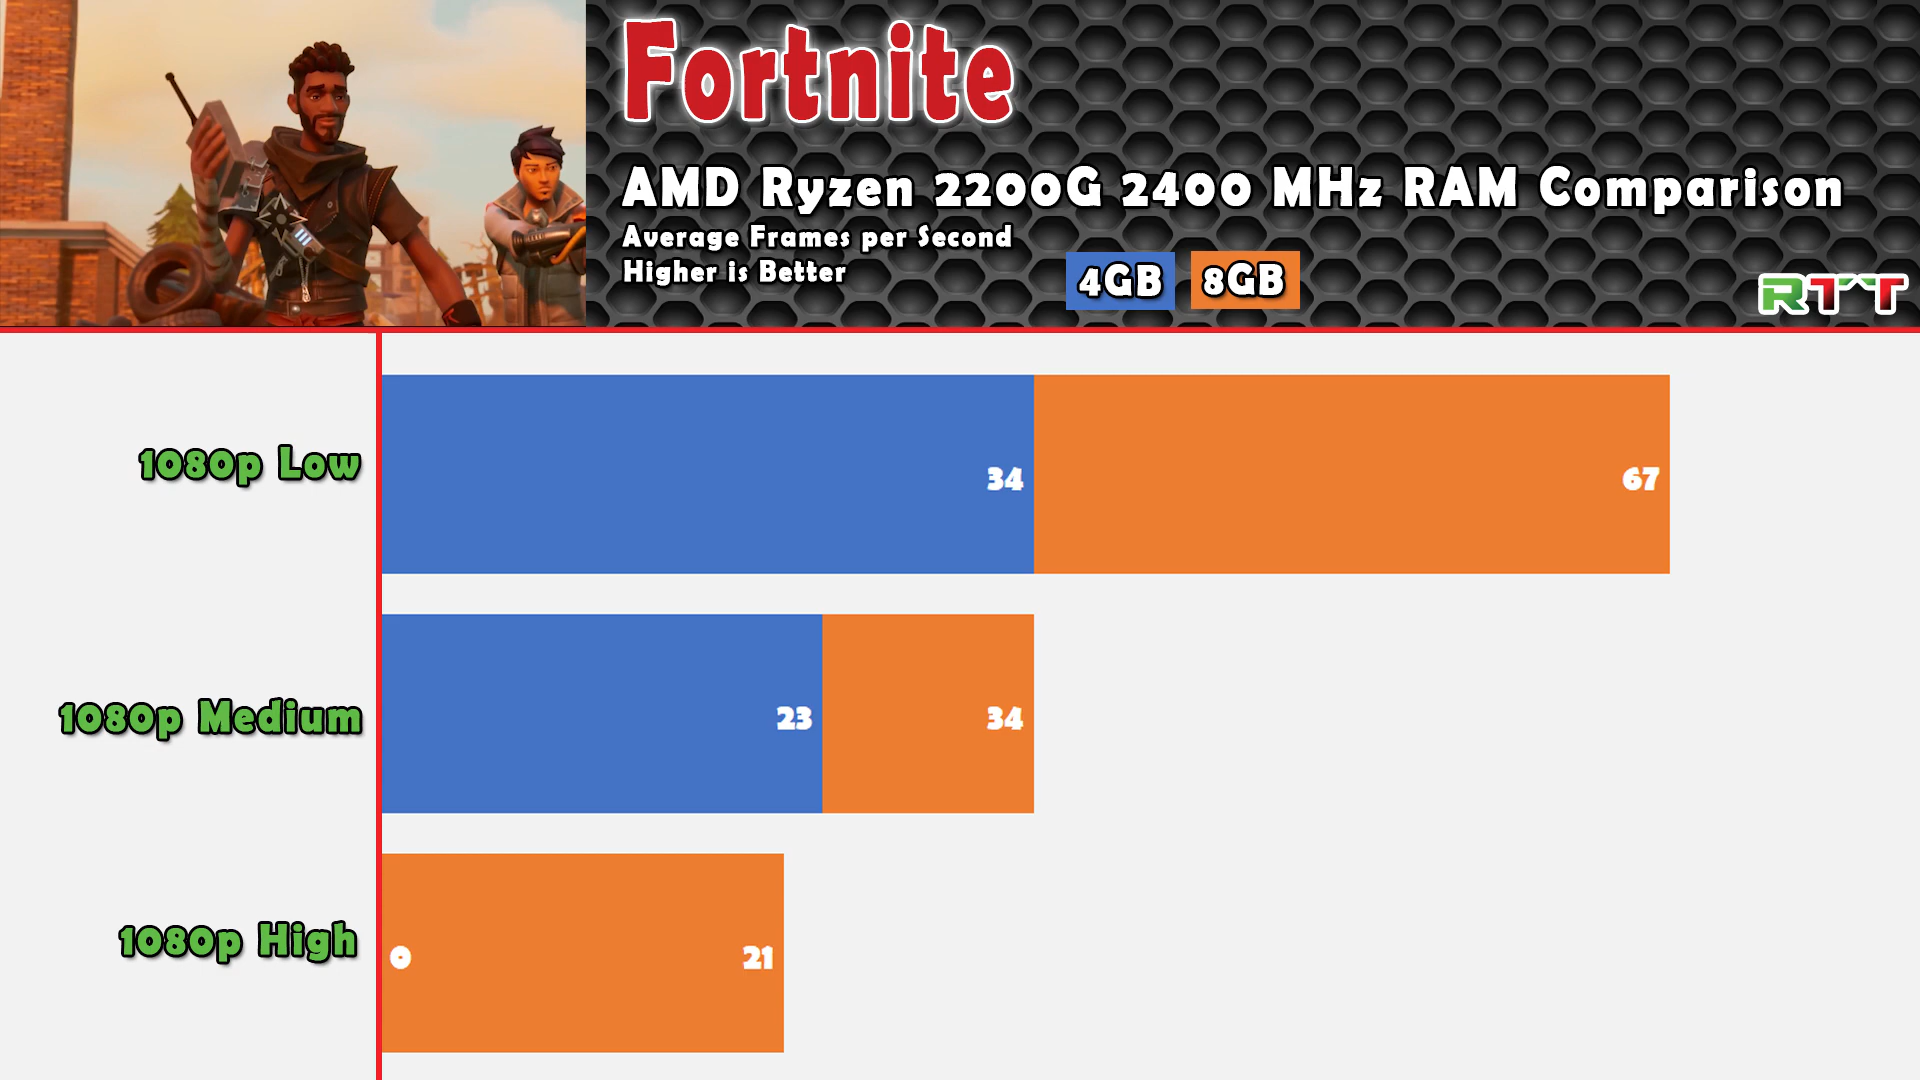 Fortnite
AMD Ryzen 2200G 2400 MHz RAM Comparison
Average Frames per Second
Higher is Better
4GB 8GB
RTT
1080p Low
34 67
1080p Medium
23 34
1080p High
0 21